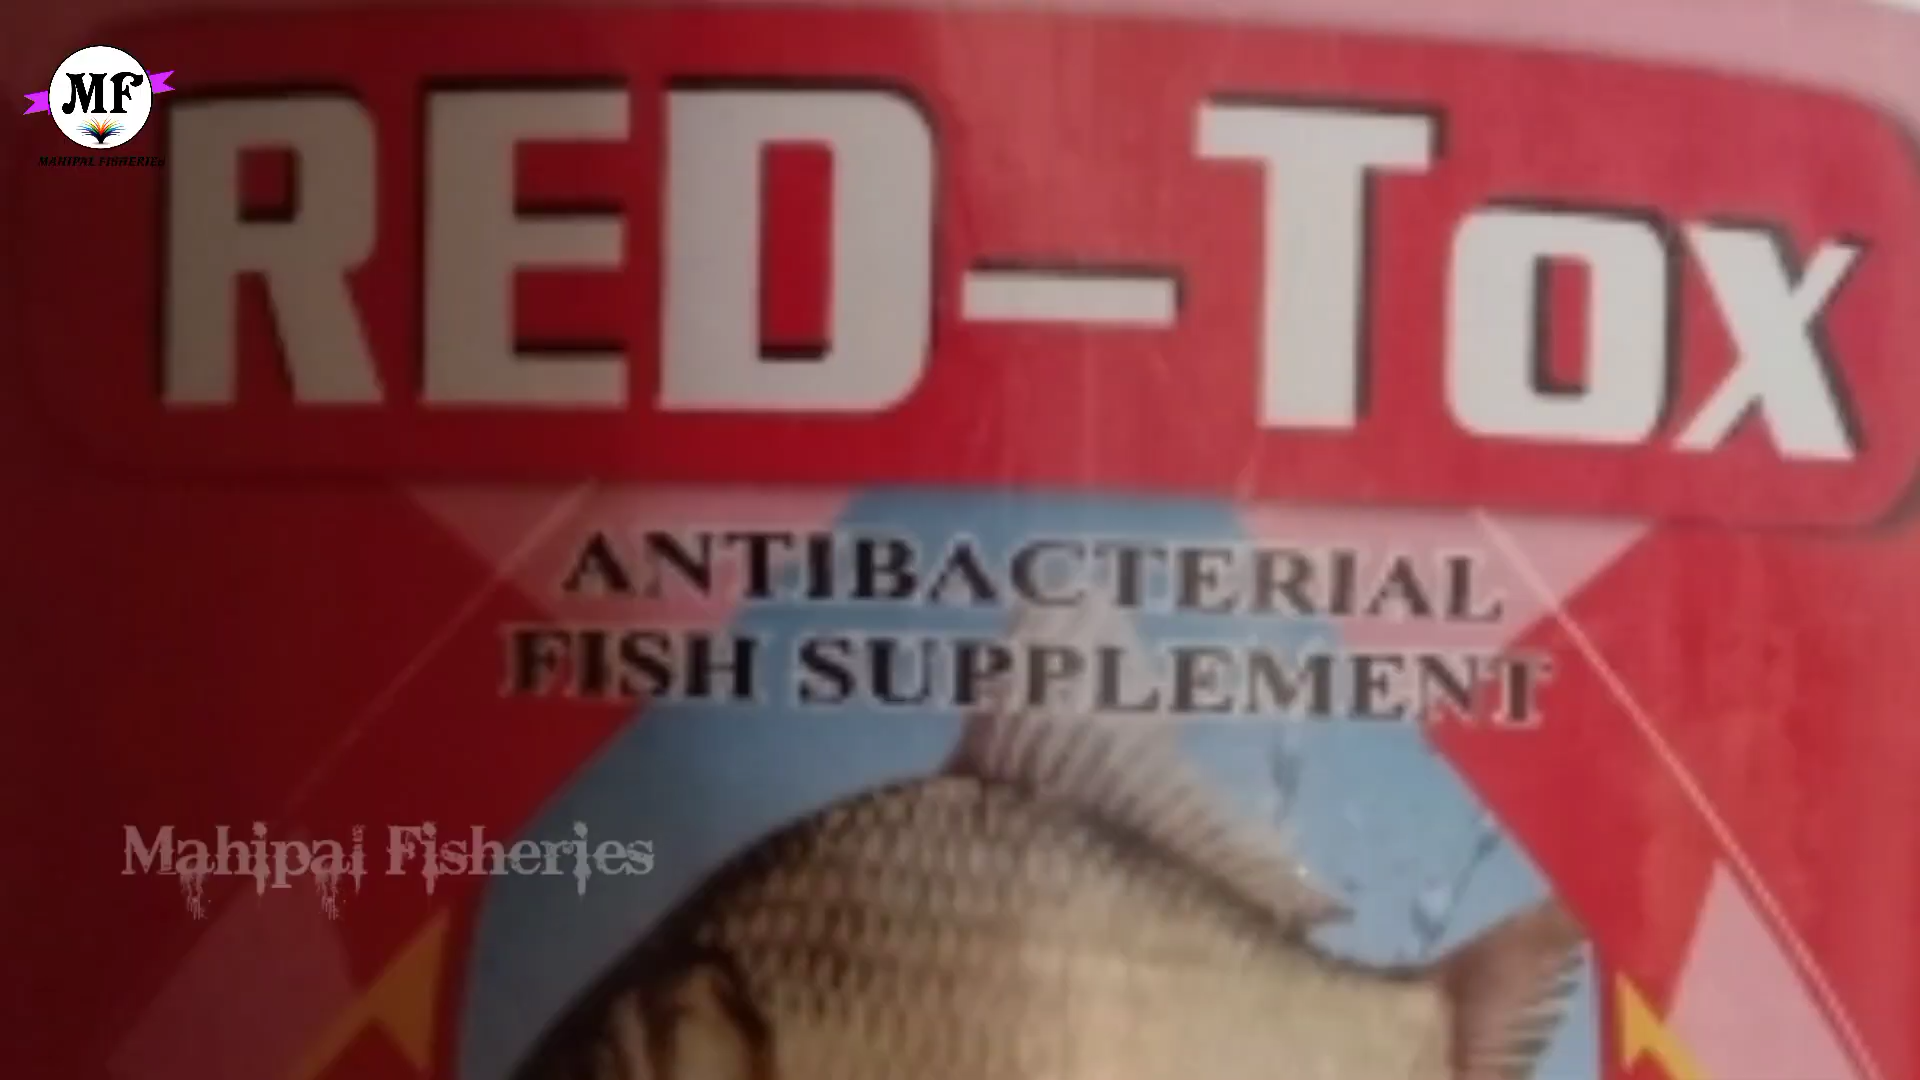 MF
MAHIPAL FISHERIES
RED-Tox
ANTIBACTERIAL
FISH SUPPLEMENT
Mahipal Fisheries